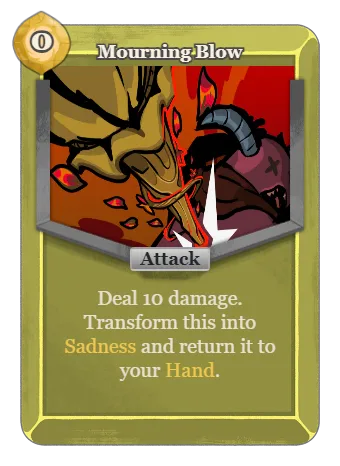 0
Mourning Blow
Attack
Deal 10 damage.
Transform this into
Sadness and return it to
your Hand.